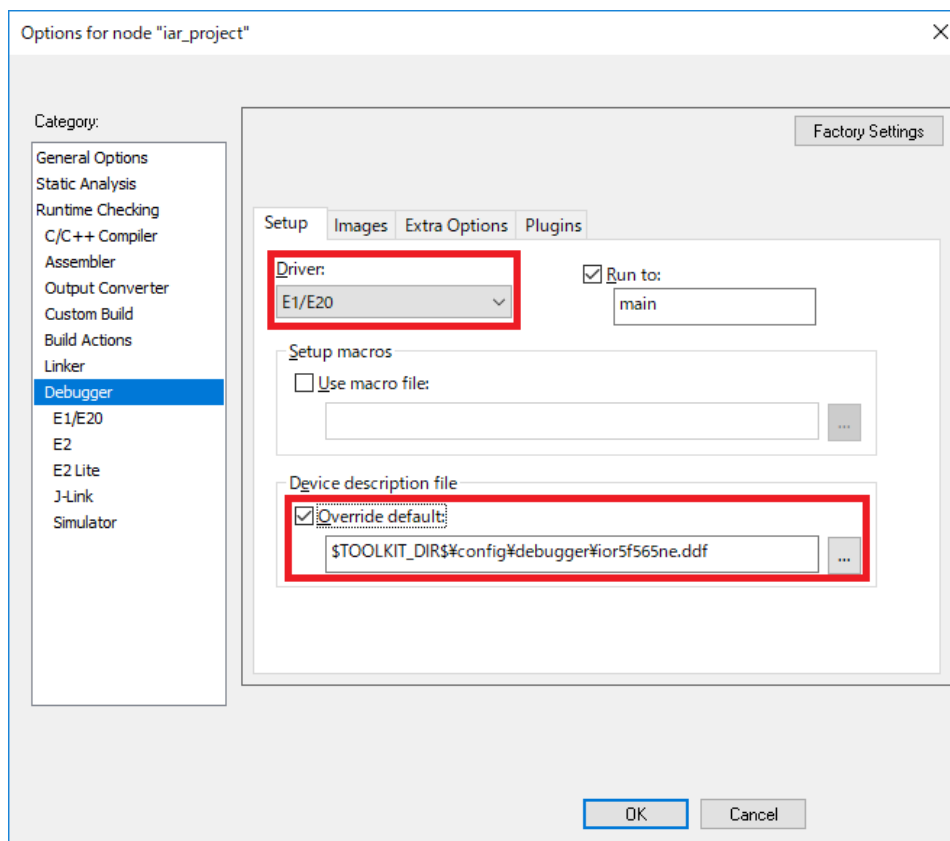 Options for node "iar_project"
Category:
Factory Settings
General Options
Static Analysis
Runtime Checking
C/C++ Compiler
Assembler
Output Converter
Custom Build
Build Actions
Linker
Debugger
E1/E20
E2
E2 Lite
J-Link
Simulator
Setup Images Extra Options Plugins
Driver:
E1/E20
Run to:
main
Setup macros
Use macro file:
...
Device description file
Override default:
$TOOLKIT_DIR$¥config¥debugger¥ior5f565ne.ddf
...
OK Cancel